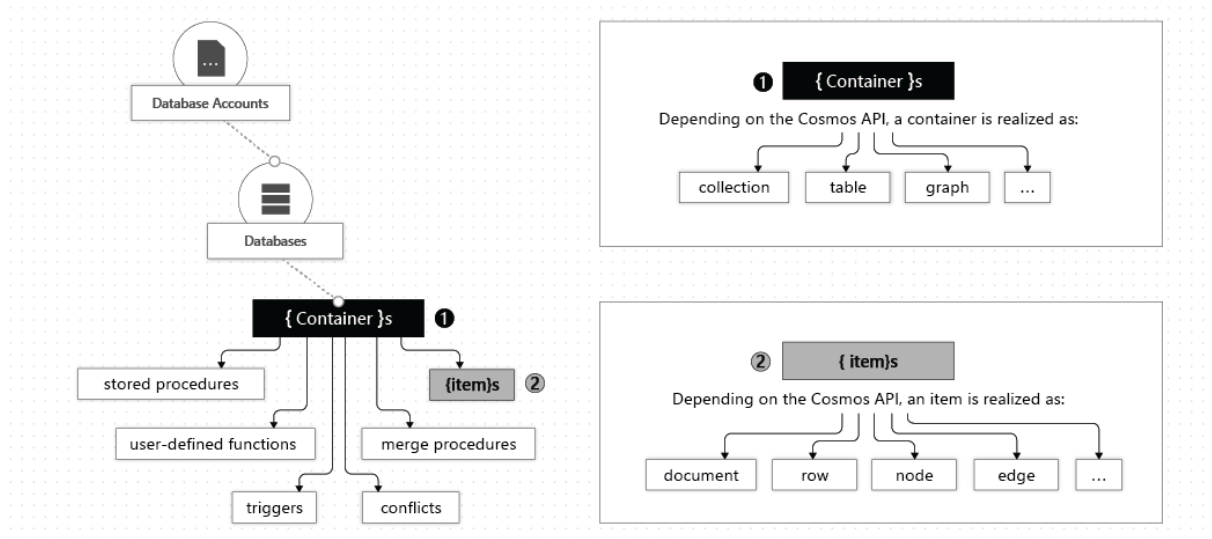 ...
Database Accounts
Databases
{ Container }s
1
stored procedures
{item}s
2
user-defined functions
merge procedures
triggers
conflicts
1
{ Container }s
Depending on the Cosmos API, a container is realized as:
collection
table
graph
...
2
{ item}s
Depending on the Cosmos API, an item is realized as:
document
row
node
edge
...